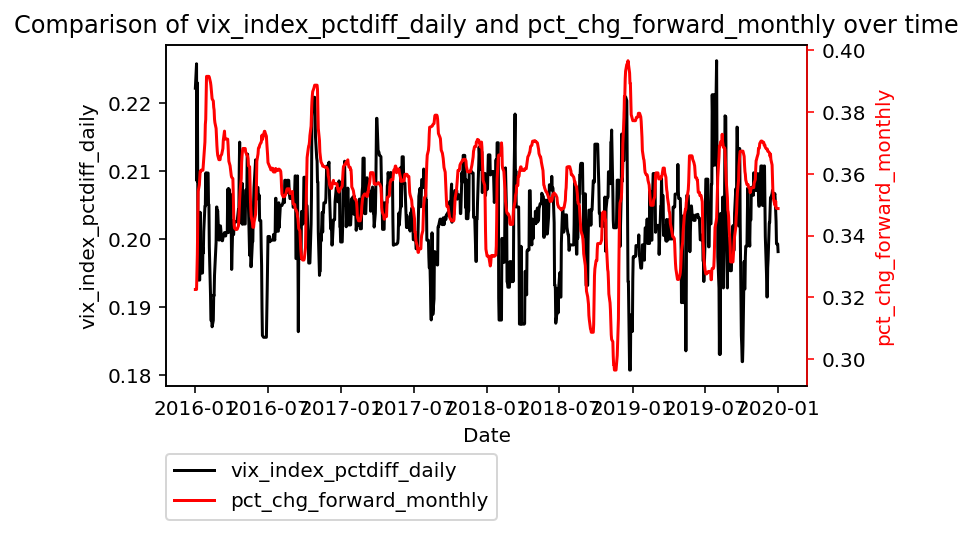 Comparison of vix_index_pctdiff_daily and pct_chg_forward_monthly over time
vix_index_pctdiff_daily
0.22
0.21
0.20
0.19
0.18
0.40
0.38
0.36
0.34
0.32
0.30
pct_chg_forward_monthly
2016-01 2016-07 2017-01 2017-07 2018-01 2018-07 2019-01 2019-07 2020-01
Date
vix_index_pctdiff_daily
pct_chg_forward_monthly